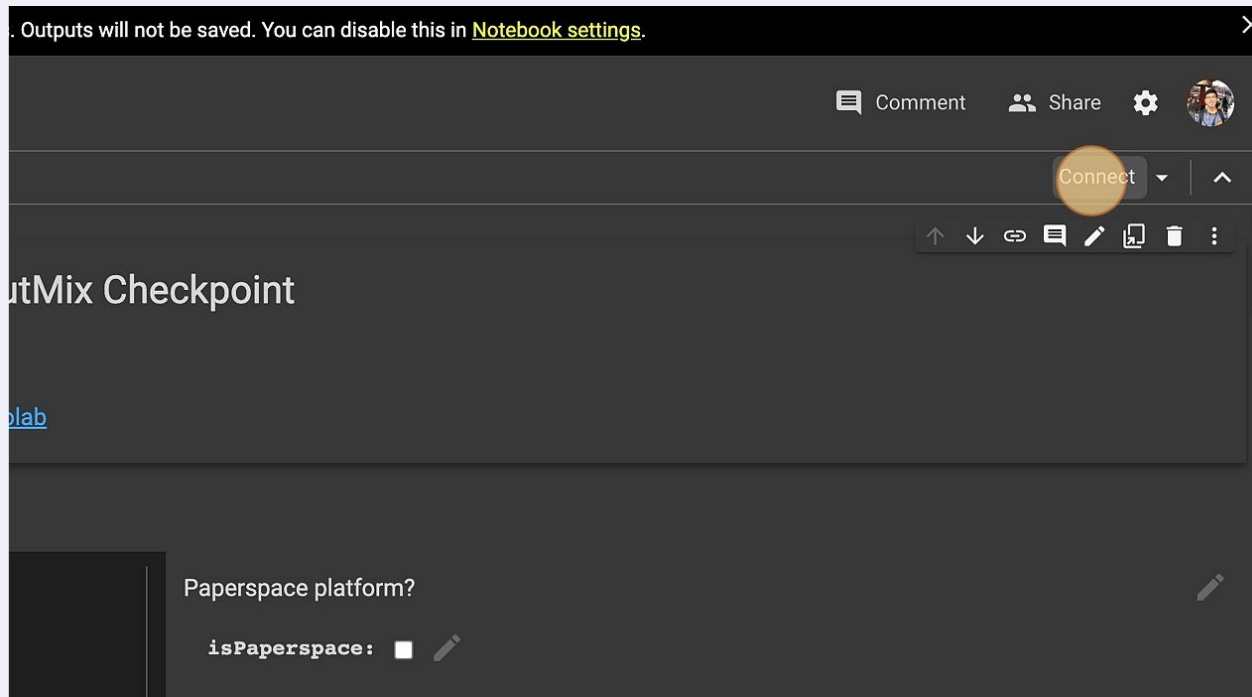 . Outputs will not be saved. You can disable this in Notebook settings.
Comment Share
Connect
utMix Checkpoint
olab
Paperspace platform?
isPaperspace: